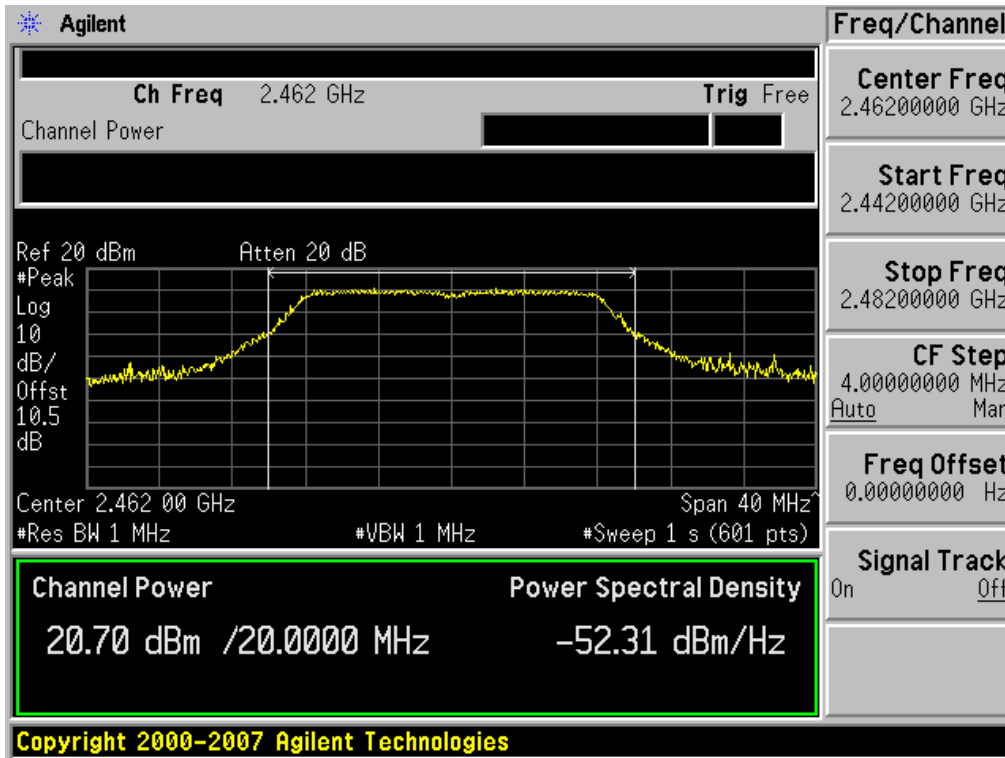 Agilent
Freq/Channel
Ch Freq 2.462 GHz Trig Free
Channel Power
Center Freq
2.46200000 GHz
Start Freq
2.44200000 GHz
Stop Freq
2.48200000 GHz
CF Step
4.00000000 MHz
Auto Man
Freq Offset
0.00000000 Hz
Signal Track
On Off
Ref 20 dBm Atten 20 dB
#Peak
Log
10
dB/
Offst
10.5
dB
Center 2.462 00 GHz Span 40 MHz^
#Res BW 1 MHz #VBW 1 MHz #Sweep 1 s (601 pts)
Channel Power Power Spectral Density
20.70 dBm /20.0000 MHz -52.31 dBm/Hz
Copyright 2000-2007 Agilent Technologies